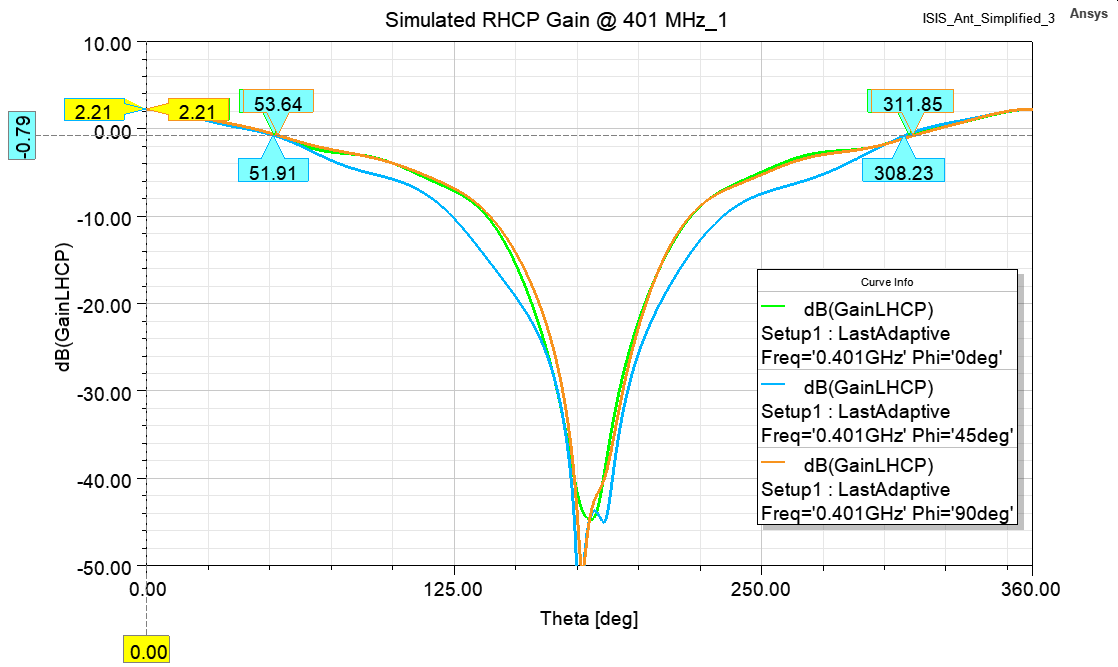 Simulated RHCP Gain @ 401 MHz_1
ISIS_Ant_Simplified_3
Ansys
10.00
0.00
-10.00
-20.00
-30.00
-40.00
-50.00
dB(GainLHCP)
-0.79
2.21
2.21
53.64
51.91
311.85
308.23
Curve Info
dB(GainLHCP)
Setup1 : LastAdaptive
Freq='0.401GHz' Phi='0deg'
dB(GainLHCP)
Setup1 : LastAdaptive
Freq='0.401GHz' Phi='45deg'
dB(GainLHCP)
Setup1 : LastAdaptive
Freq='0.401GHz' Phi='90deg'
0.00
125.00
250.00
360.00
Theta [deg]
0.00